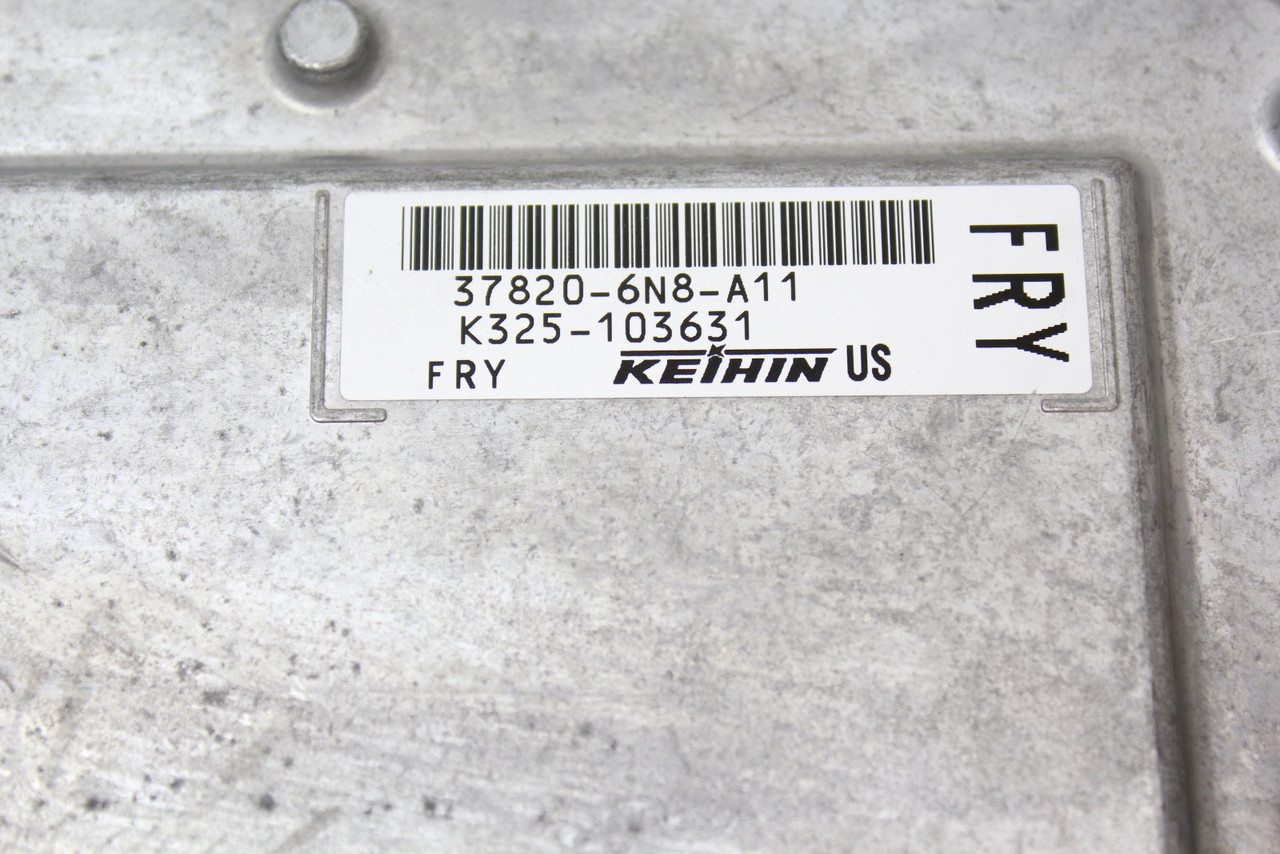 37820-6N8-A11
K325-103631
FRY KEIHIN US
FRY